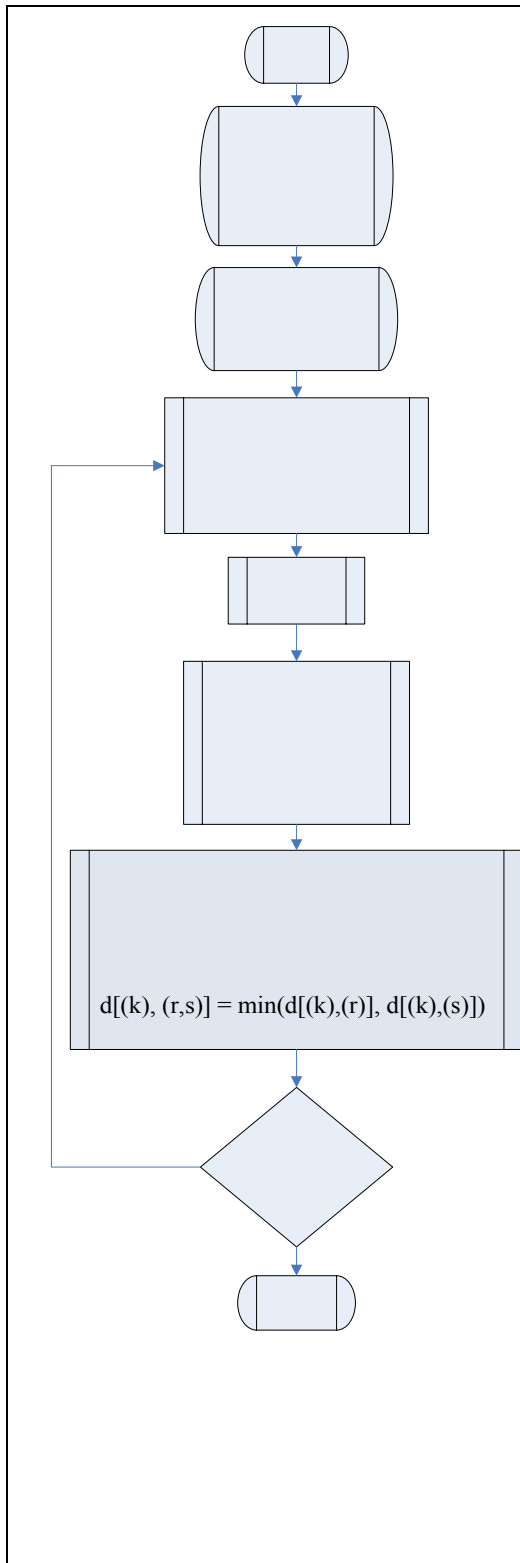 d[(k), (r,s)] = min(d[(k),(r)], d[(k),(s)])